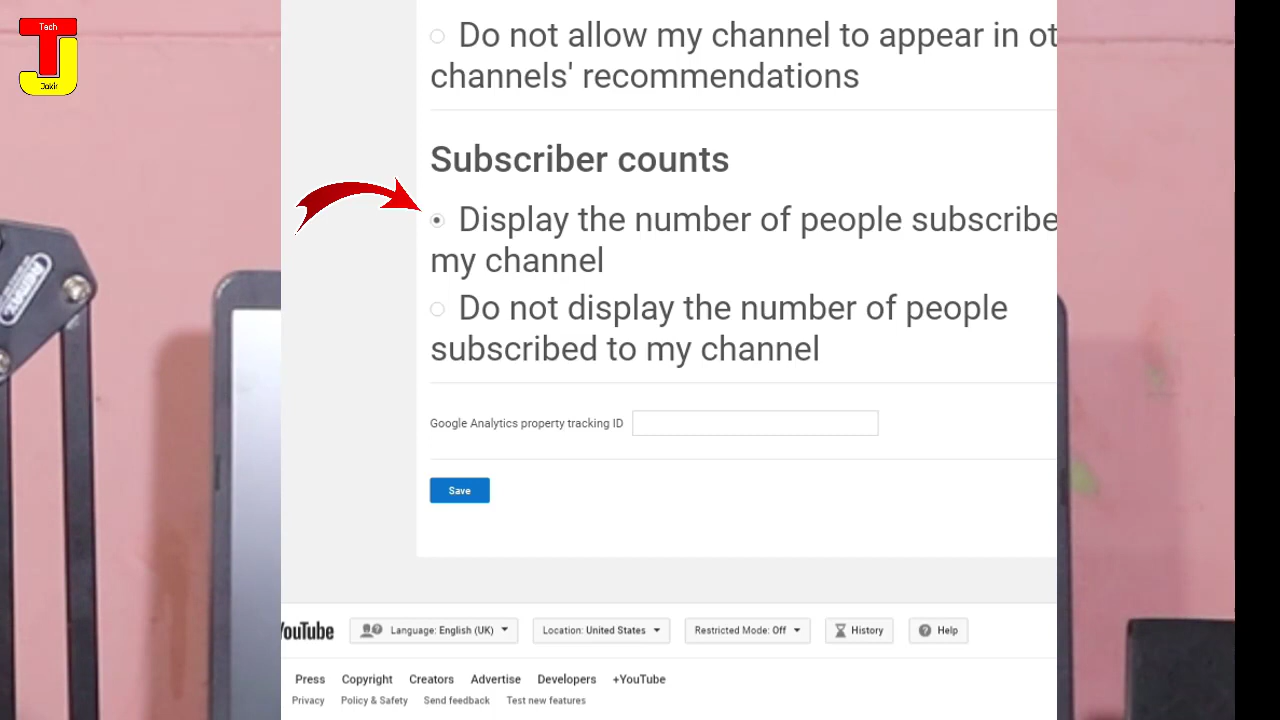 Tech
Jakir
Do not allow my channel to appear in ot
channels' recommendations
Subscriber counts
Display the number of people subscribe
my channel
Do not display the number of people
subscribed to my channel
Google Analytics property tracking ID
Save
YouTube
Language: English (UK)
Location: United States
Restricted Mode: Off
History
Help
Press Copyright Creators Advertise Developers +YouTube
Privacy Policy & Safety Send feedback Test new features